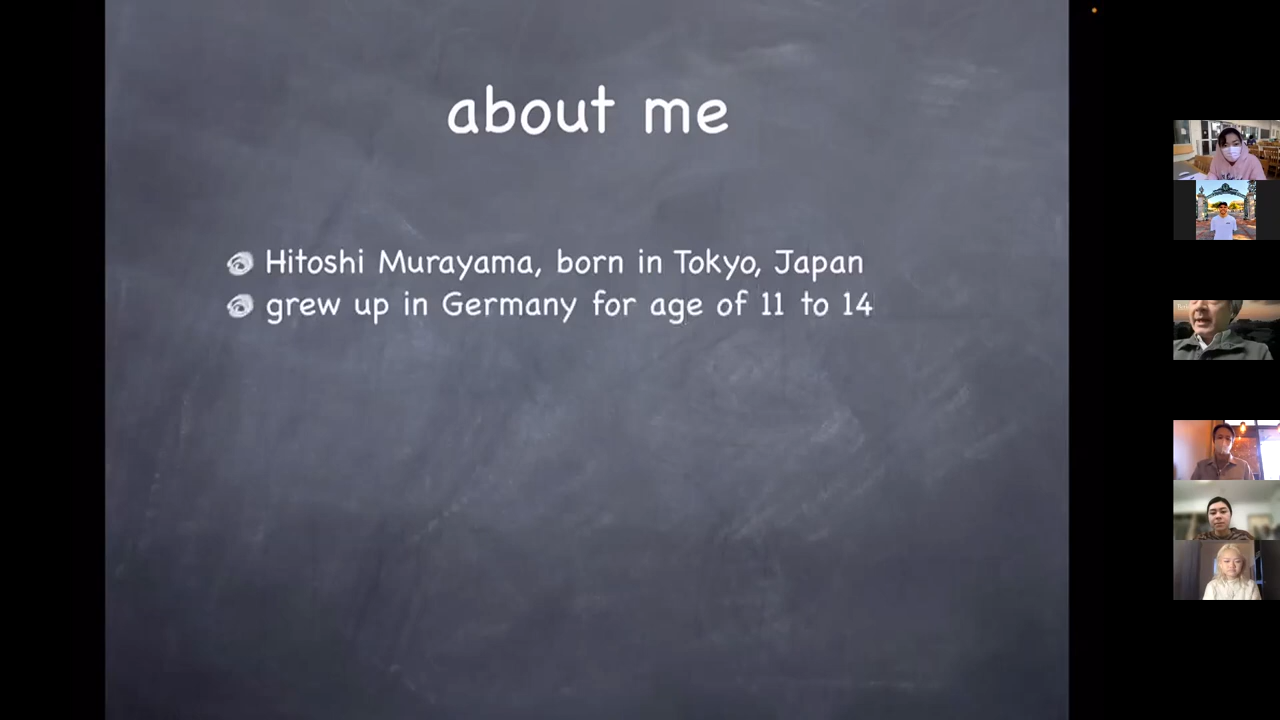 about me
Hitoshi Murayama, born in Tokyo, Japan
grew up in Germany for age of 11 to 14